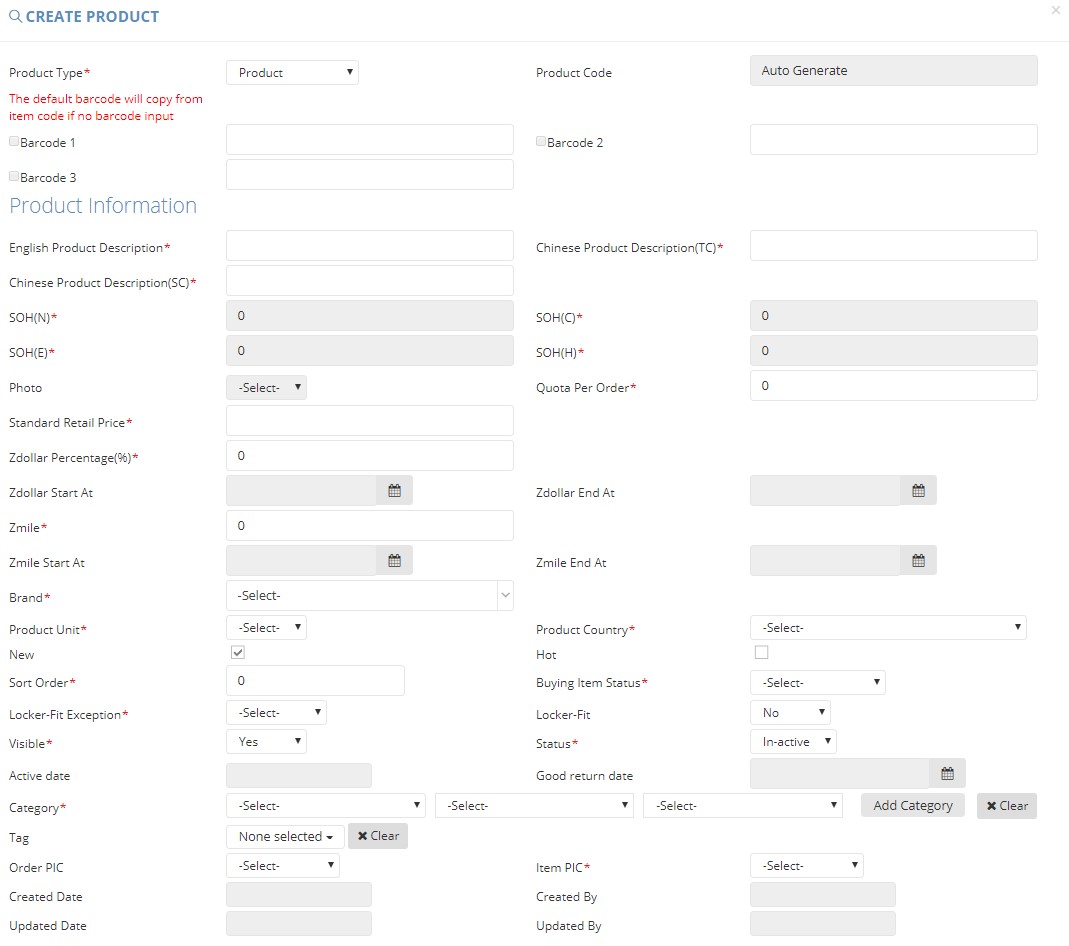 CREATE PRODUCT
Product Type* Product Product Code Auto Generate
The default barcode will copy from
item code if no barcode input
Barcode 1 Barcode 2
Barcode 3
Product Information
English Product Description* Chinese Product Description(TC)*
Chinese Product Description(SC)*
SOH(N)* 0 SOH(C)* 0
SOH(E)* 0 SOH(H)* 0
Photo -Select- Quota Per Order* 0
Standard Retail Price*
Zdollar Percentage(%)* 0
Zdollar Start At Zdollar End At
Zmile* 0
Zmile Start At Zmile End At
Brand* -Select-
Product Unit* -Select- Product Country* -Select-
New Hot
Sort Order* 0 Buying Item Status* -Select-
Locker-Fit Exception* -Select- Locker-Fit No
Visible* Yes Status* In-active
Active date Good return date
Category* -Select- -Select- -Select- Add Category Clear
Tag None selected Clear
Order PIC -Select- Item PIC* -Select-
Created Date Created By
Updated Date Updated By